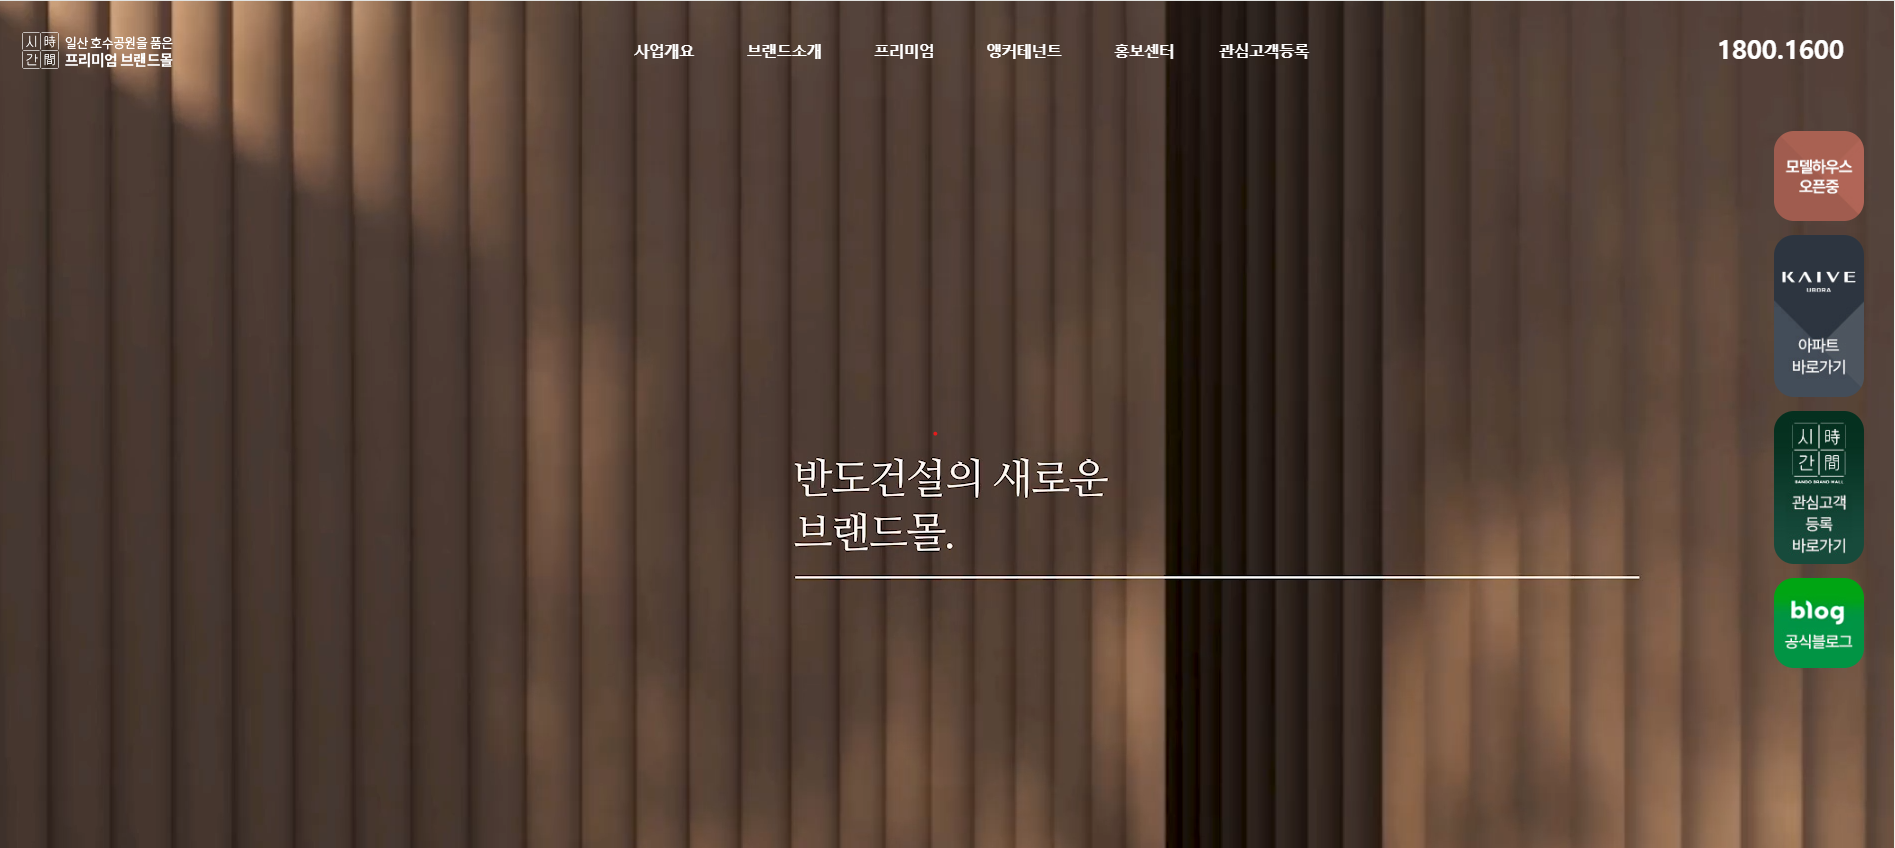 시時
간間
일산 호수공원을 품은
프리미엄 브랜드몰
사업개요 브랜드소개 프리미엄 앵커테넌트 홍보센터 관심고객등록
1800.1600
모델하우스
오픈중
KAIVE
UBORA
아파트
바로가기
반도건설의 새로운
브랜드몰.
시時
간間
BANDO BRAND MALL
관심고객
등록
바로가기
blog
공식블로그